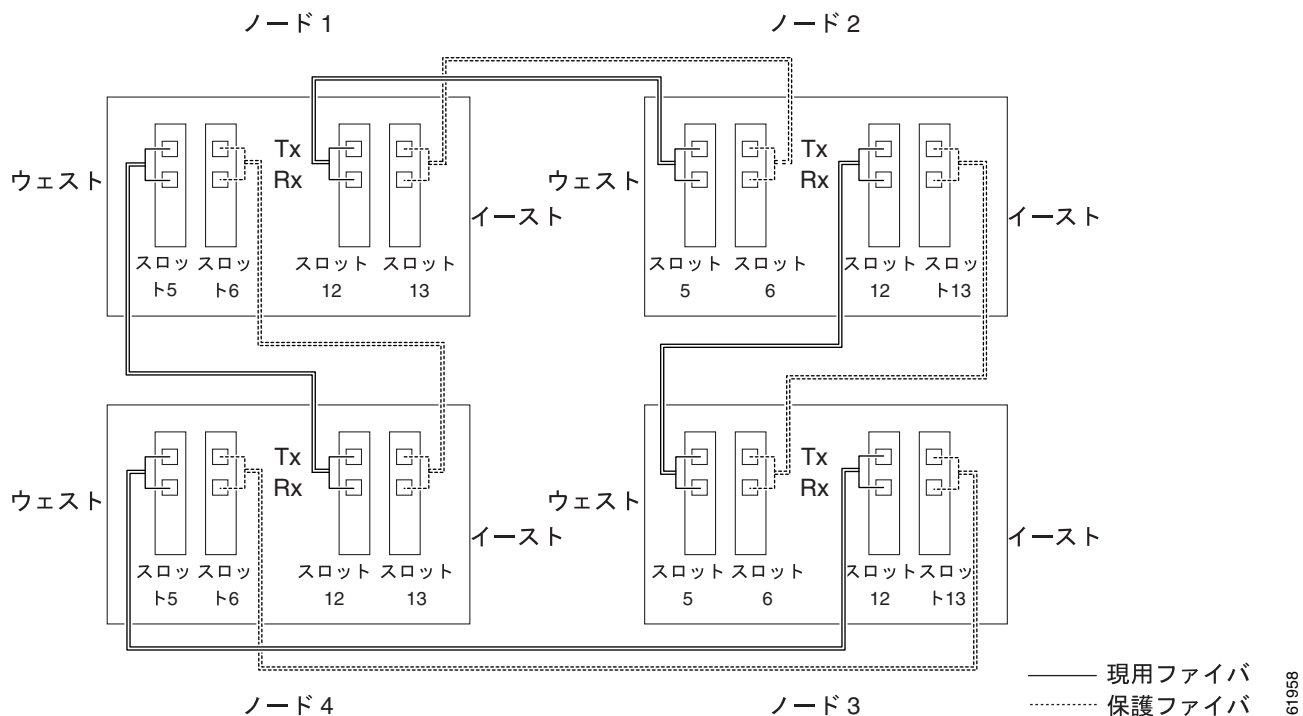 ノード 1
ノード 2
ウェスト
Tx
Rx
イースト
スロッ
ト5
スロッ
ト6
スロット
12
スロット
13
ウェスト
Tx
Rx
イースト
スロット
5
スロット
6
スロット
12
スロッ
ト13
ウェスト
Tx
Rx
イースト
スロッ
ト5
スロッ
ト6
スロット
12
スロット
13
ウェスト
Tx
Rx
イースト
スロット
5
スロット
6
スロット
12
スロッ
ト13
ノード 4
ノード 3
現用ファイバ
保護ファイバ
61958